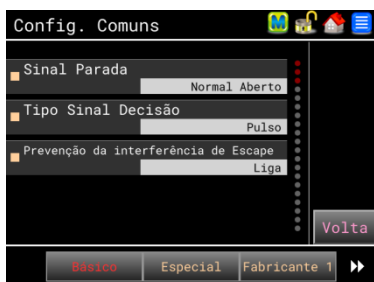 Config. Comuns
M
Sinal Parada
Normal Aberto
Tipo Sinal Decisão
Pulso
Prevenção da interferência de Escape
Liga
Volta
Básico
Especial
Fabricante 1